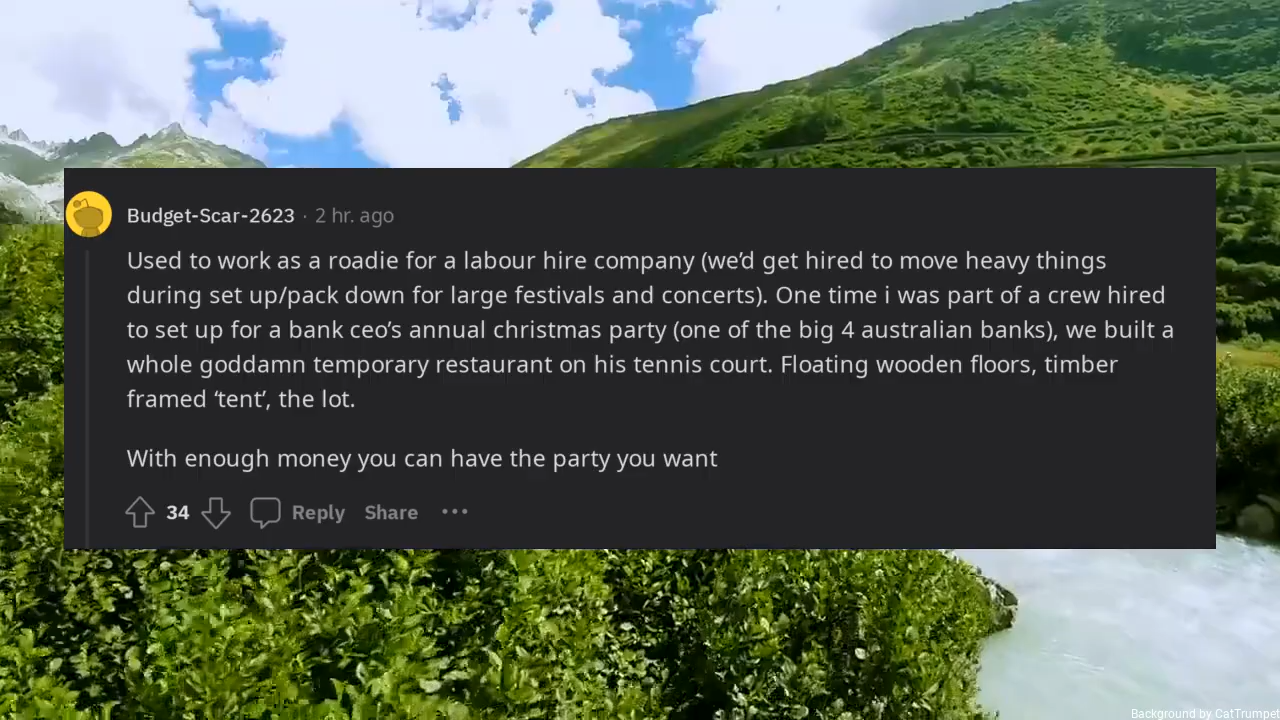 Budget-Scar-2623 · 2 hr. ago
Used to work as a roadie for a labour hire company (we’d get hired to move heavy things
during set up/pack down for large festivals and concerts). One time i was part of a crew hired
to set up for a bank ceo’s annual christmas party (one of the big 4 australian banks), we built a
whole goddamn temporary restaurant on his tennis court. Floating wooden floors, timber
framed ‘tent’, the lot.
With enough money you can have the party you want
34 Reply Share ···
Background by CatTrumpet